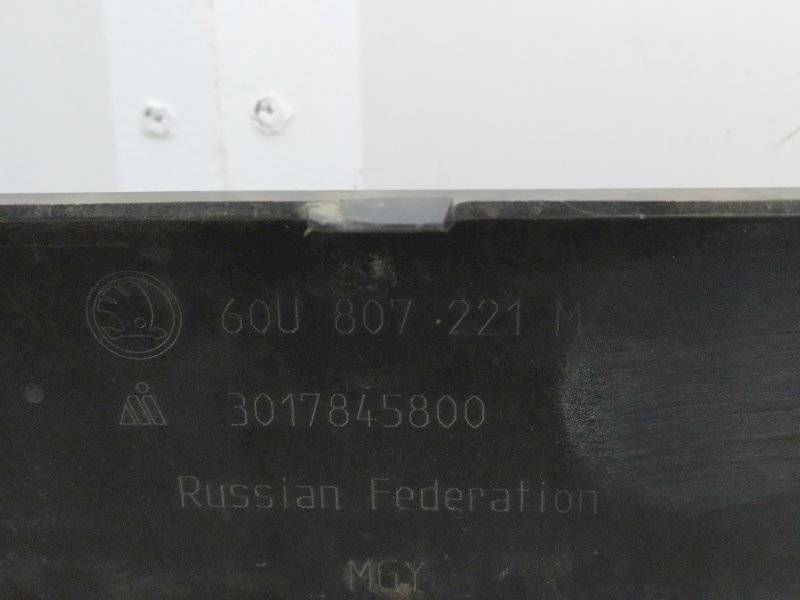 60U 807 221 M
3017845800
Russian Federation
MGY